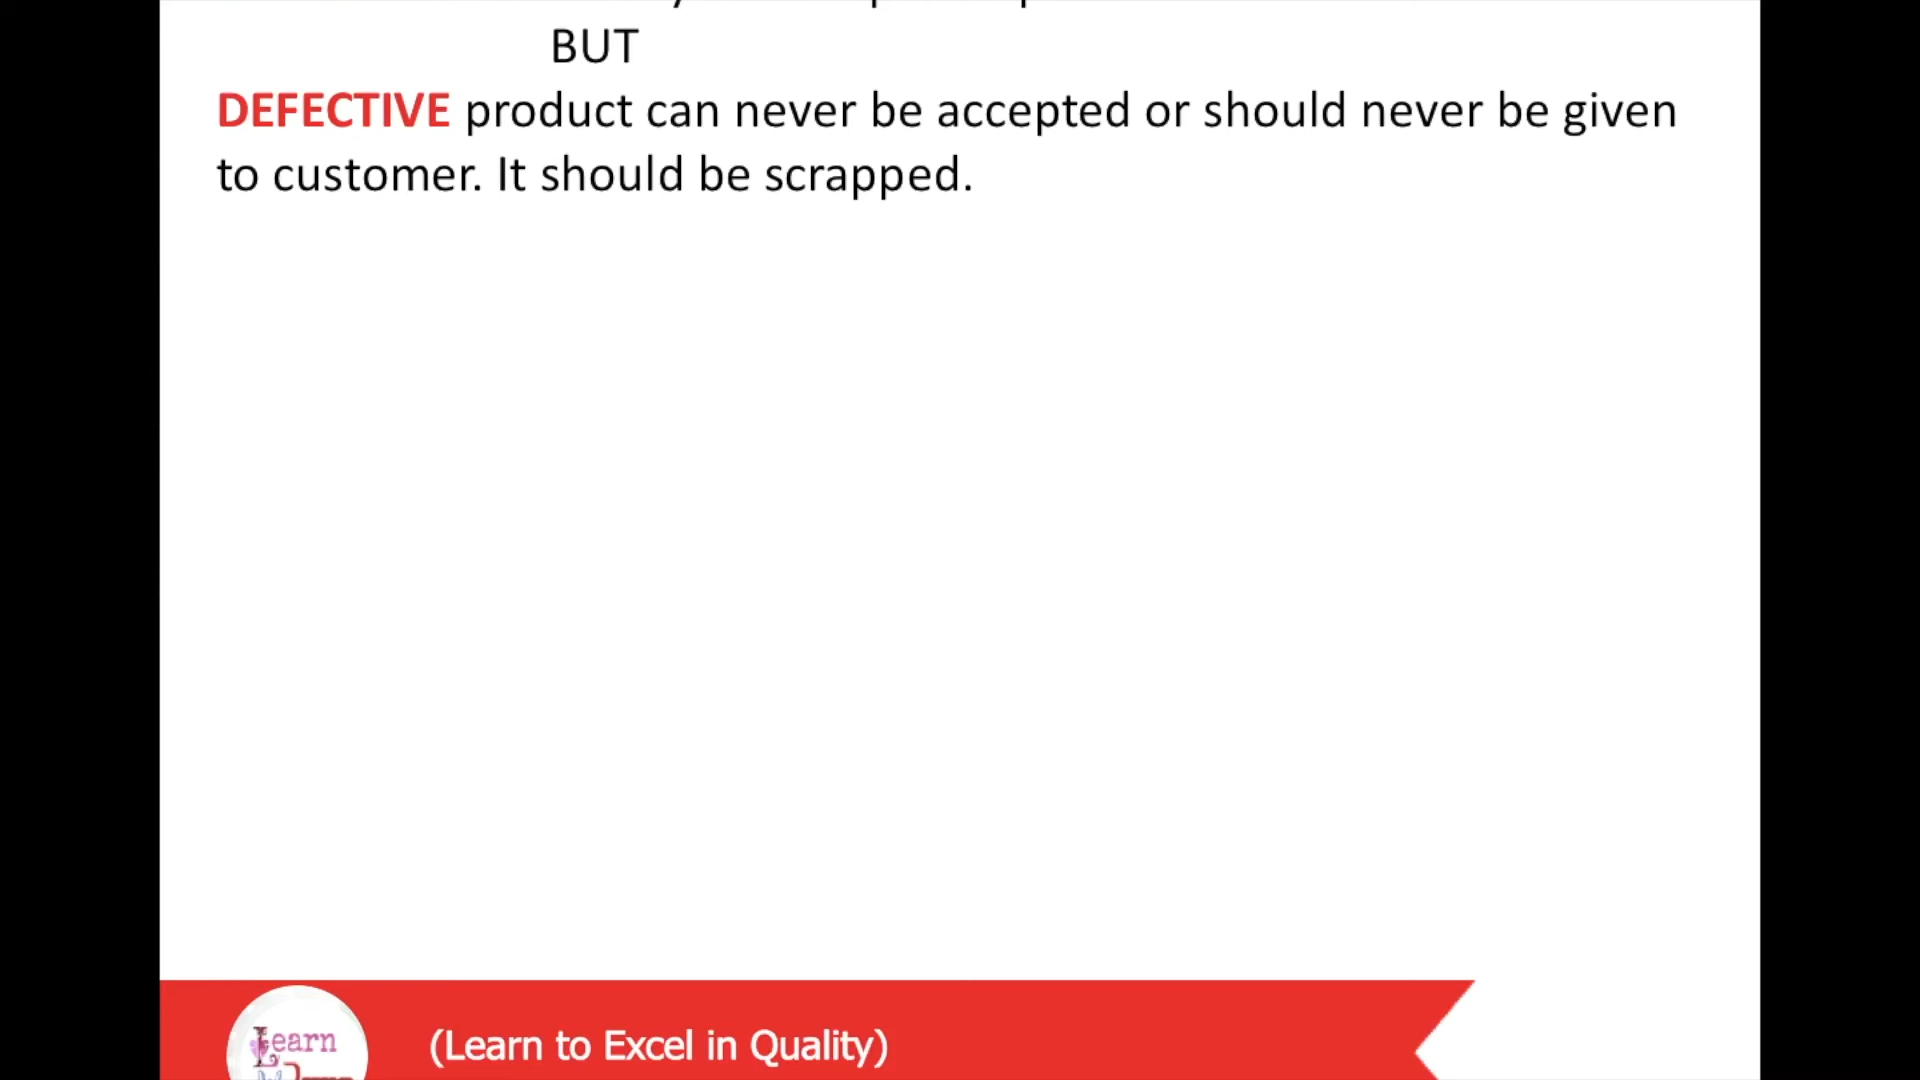 BUT
DEFECTIVE product can never be accepted or should never be given
to customer. It should be scrapped.
Learn
(Learn to Excel in Quality)